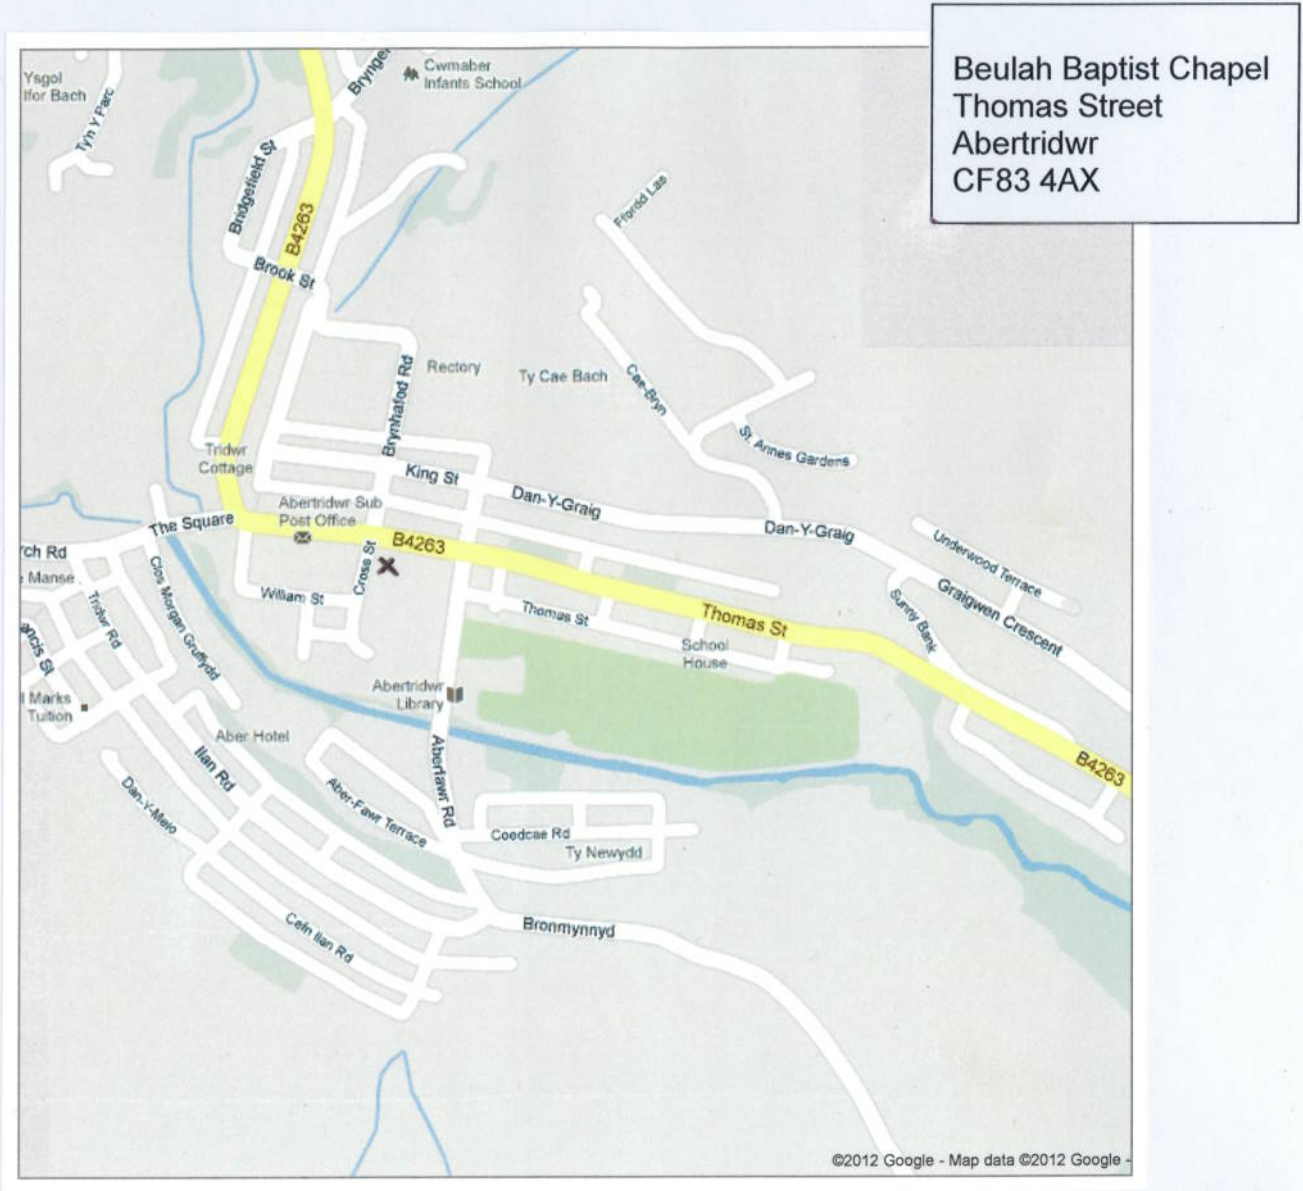 Beulah Baptist Chapel
Thomas Street
Abertridwr
CF83 4AX
Ysgol
Ifor Bach
Ty'n Y Parc
Cwmaber
Infants School
Bridgefield St
B4263
Brook St
Ffordd Las
Brynhafod Rd
Rectory
Ty Cae Bach
Cae-Bryn
St. Annes Gardens
Tridwr
Cottage
King St
Dan-Y-Graig
Dan-Y-Graig
Abertridwr Sub
Post Office
The Square
B4263
Cross St
Underwood Terrace
Graigwen Crescent
Sunny Bank
rch Rd
Manse
Tridwr Rd
Clos Morgan Gruffydd
William St
Thomas St
Thomas St
School
House
ancis St
l Marks
Tuition
Abertridwr
Library
Aber Hotel
Ilan Rd
Aber-Fawr Terrace
Aberfawr Rd
B4263
Coedcae Rd
Ty Newydd
Cefn Ilan Rd
Bronmynnyd
©2012 Google - Map data ©2012 Google -